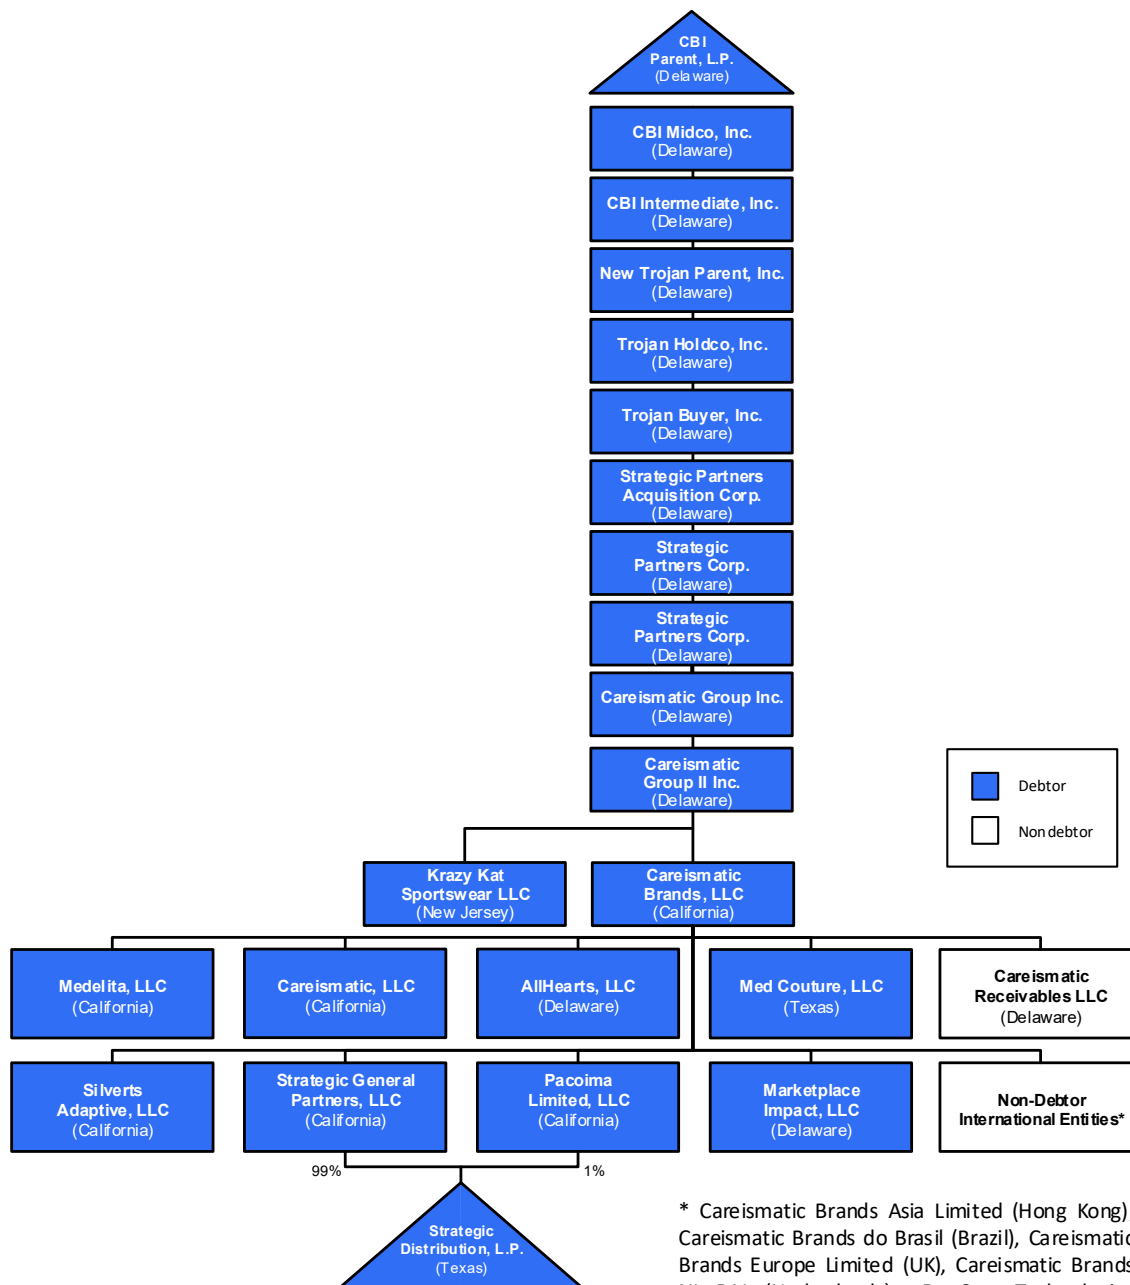 CBI
Parent, L.P.
(Delaware)
CBI Midco, Inc.
(Delaware)
CBI Intermediate, Inc.
(Delaware)
New Trojan Parent, Inc.
(Delaware)
Trojan Holdco, Inc.
(Delaware)
Trojan Buyer, Inc.
(Delaware)
Strategic Partners
Acquisition Corp.
(Delaware)
Strategic
Partners Corp.
(Delaware)
Strategic
Partners Corp.
(Delaware)
Careismatic Group Inc.
(Delaware)
Careismatic
Group II Inc.
(Delaware)
Debtor
Nondebtor
Krazy Kat
Sportswear LLC
(New Jersey)
Careismatic
Brands, LLC
(California)
Medelita, LLC
(California)
Careismatic, LLC
(California)
AllHearts, LLC
(Delaware)
Med Couture, LLC
(Texas)
Careismatic
Receivables LLC
(Delaware)
Silverts
Adaptive, LLC
(California)
Strategic General
Partners, LLC
(California)
Pacoima
Limited, LLC
(California)
Marketplace
Impact, LLC
(Delaware)
Non-Debtor
International Entities*
99%
1%
Strategic
Distribution, L.P.
(Texas)
* Careismatic Brands Asia Limited (Hong Kong)
Careismatic Brands do Brasil (Brazil), Careismatic
Brands Europe Limited (UK), Careismatic Brands